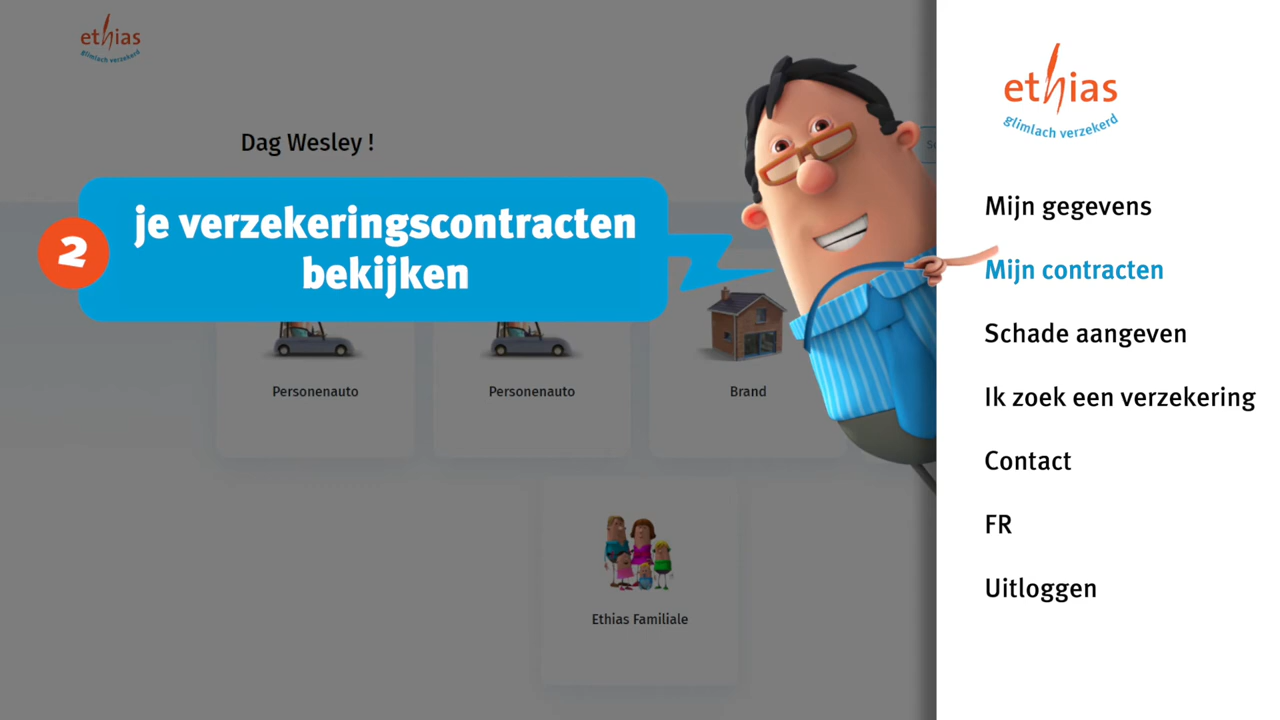 ethias
glimlach verzekerd
Dag Wesley !
2
je verzekeringscontracten
bekijken
Personenauto
Personenauto
Brand
Ethias Familiale
ethias
glimlach verzekerd
Mijn gegevens
Mijn contracten
Schade aangeven
Ik zoek een verzekering
Contact
FR
Uitloggen